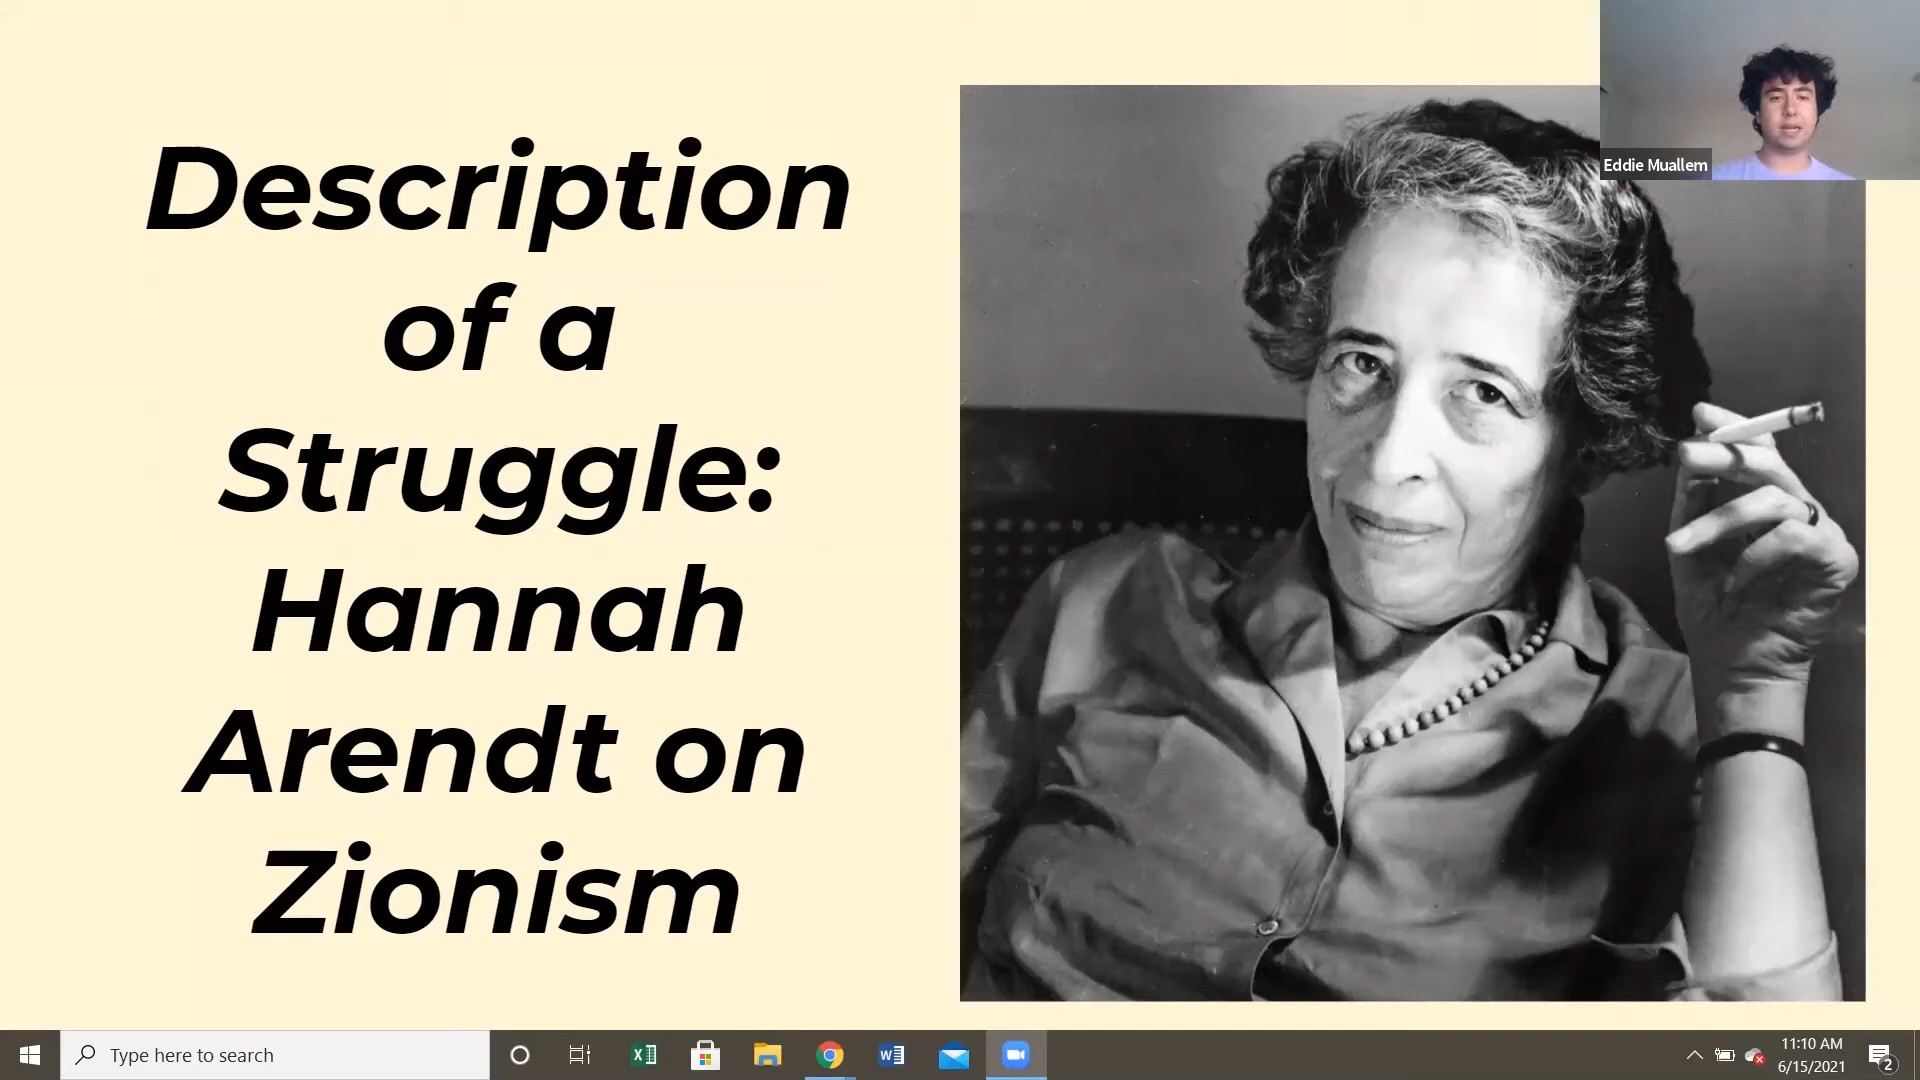 Description
of a
Struggle:
Hannah
Arendt on
Zionism
Eddie Muallem
Type here to search
11:10 AM
6/15/2021
2